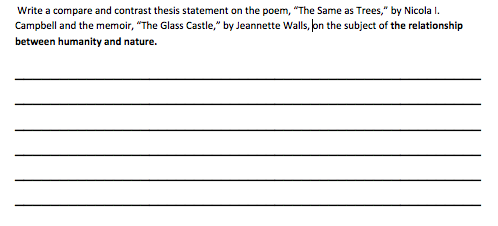 Write a compare and contrast thesis statement on the poem, “The Same as Trees,” by Nicola I.
Campbell and the memoir, “The Glass Castle,” by Jeannette Walls, on the subject of the relationship
between humanity and nature.